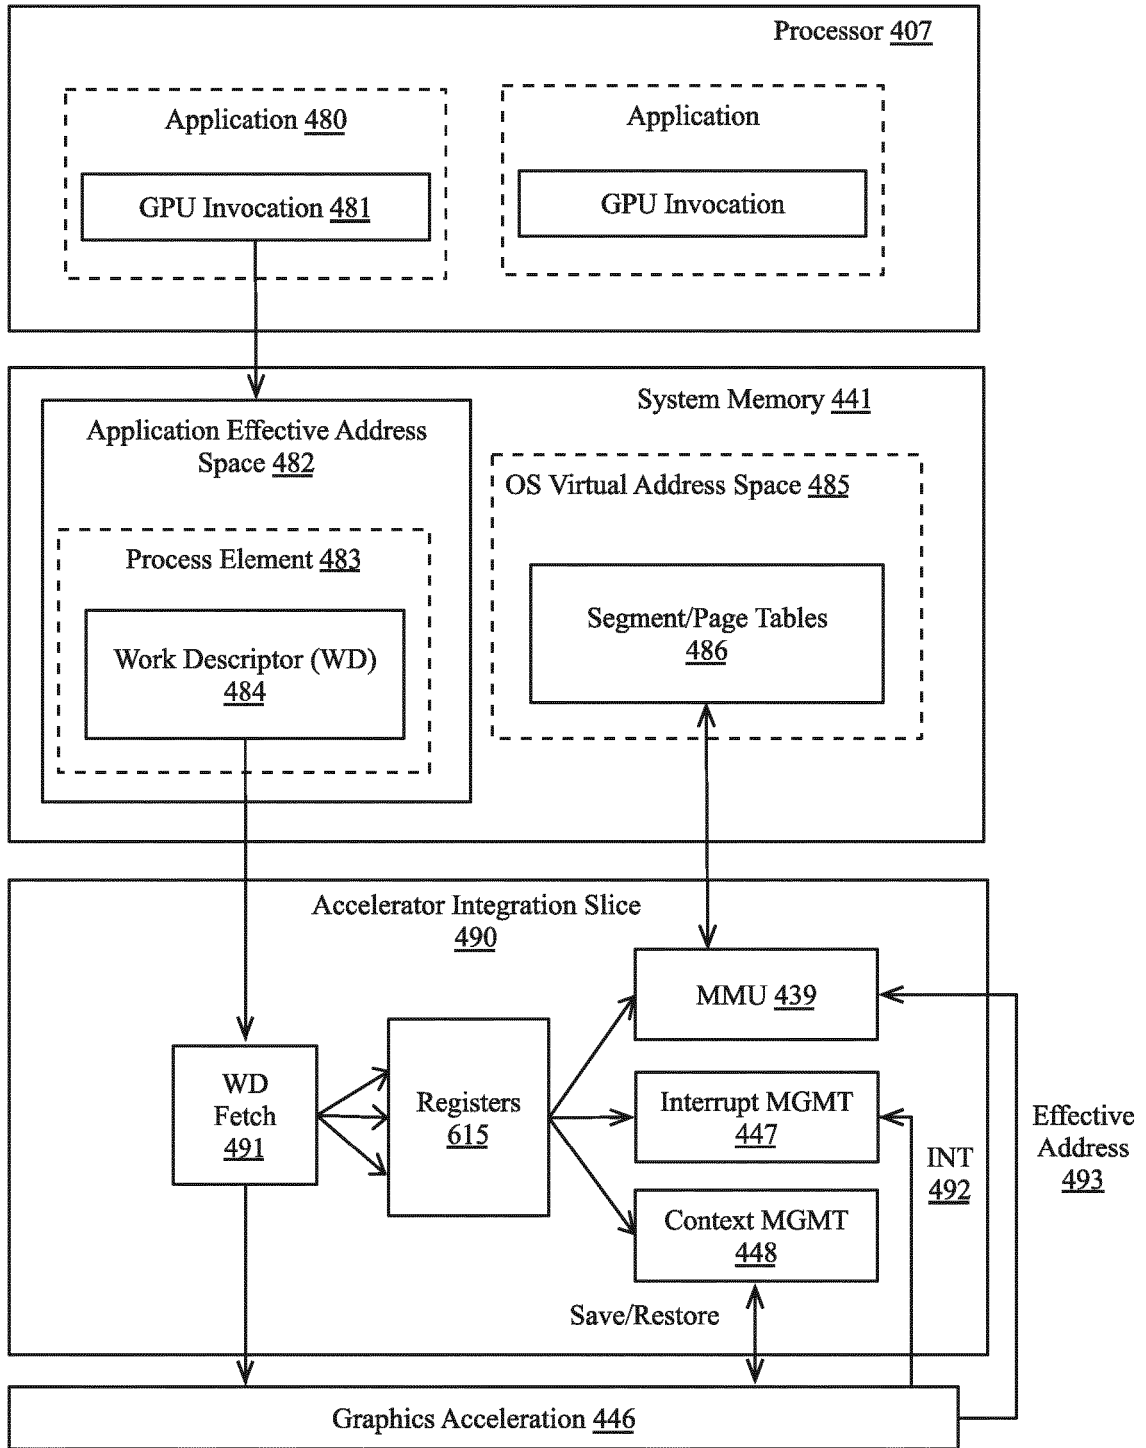 Processor 407
Application 480
Application
GPU Invocation 481
GPU Invocation
System Memory 441
Application Effective Address
Space 482
OS Virtual Address Space 485
Process Element 483
Segment/Page Tables
486
Work Descriptor (WD)
484
Accelerator Integration Slice
490
MMU 439
WD
Fetch
491
Registers
615
Interrupt MGMT
447
Effective
Address
493
INT
492
Context MGMT
448
Save/Restore
Graphics Acceleration 446